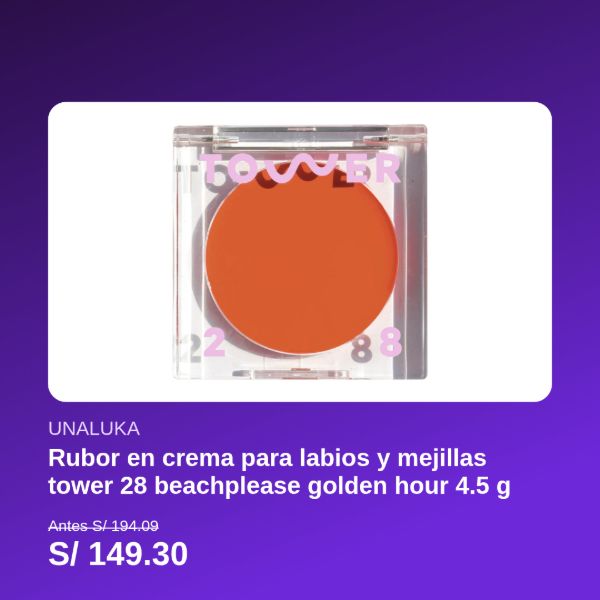 TOWER
28
UNALUKA
Rubor en crema para labios y mejillas
tower 28 beachplease golden hour 4.5 g
Antes S/ 194.09
S/ 149.30